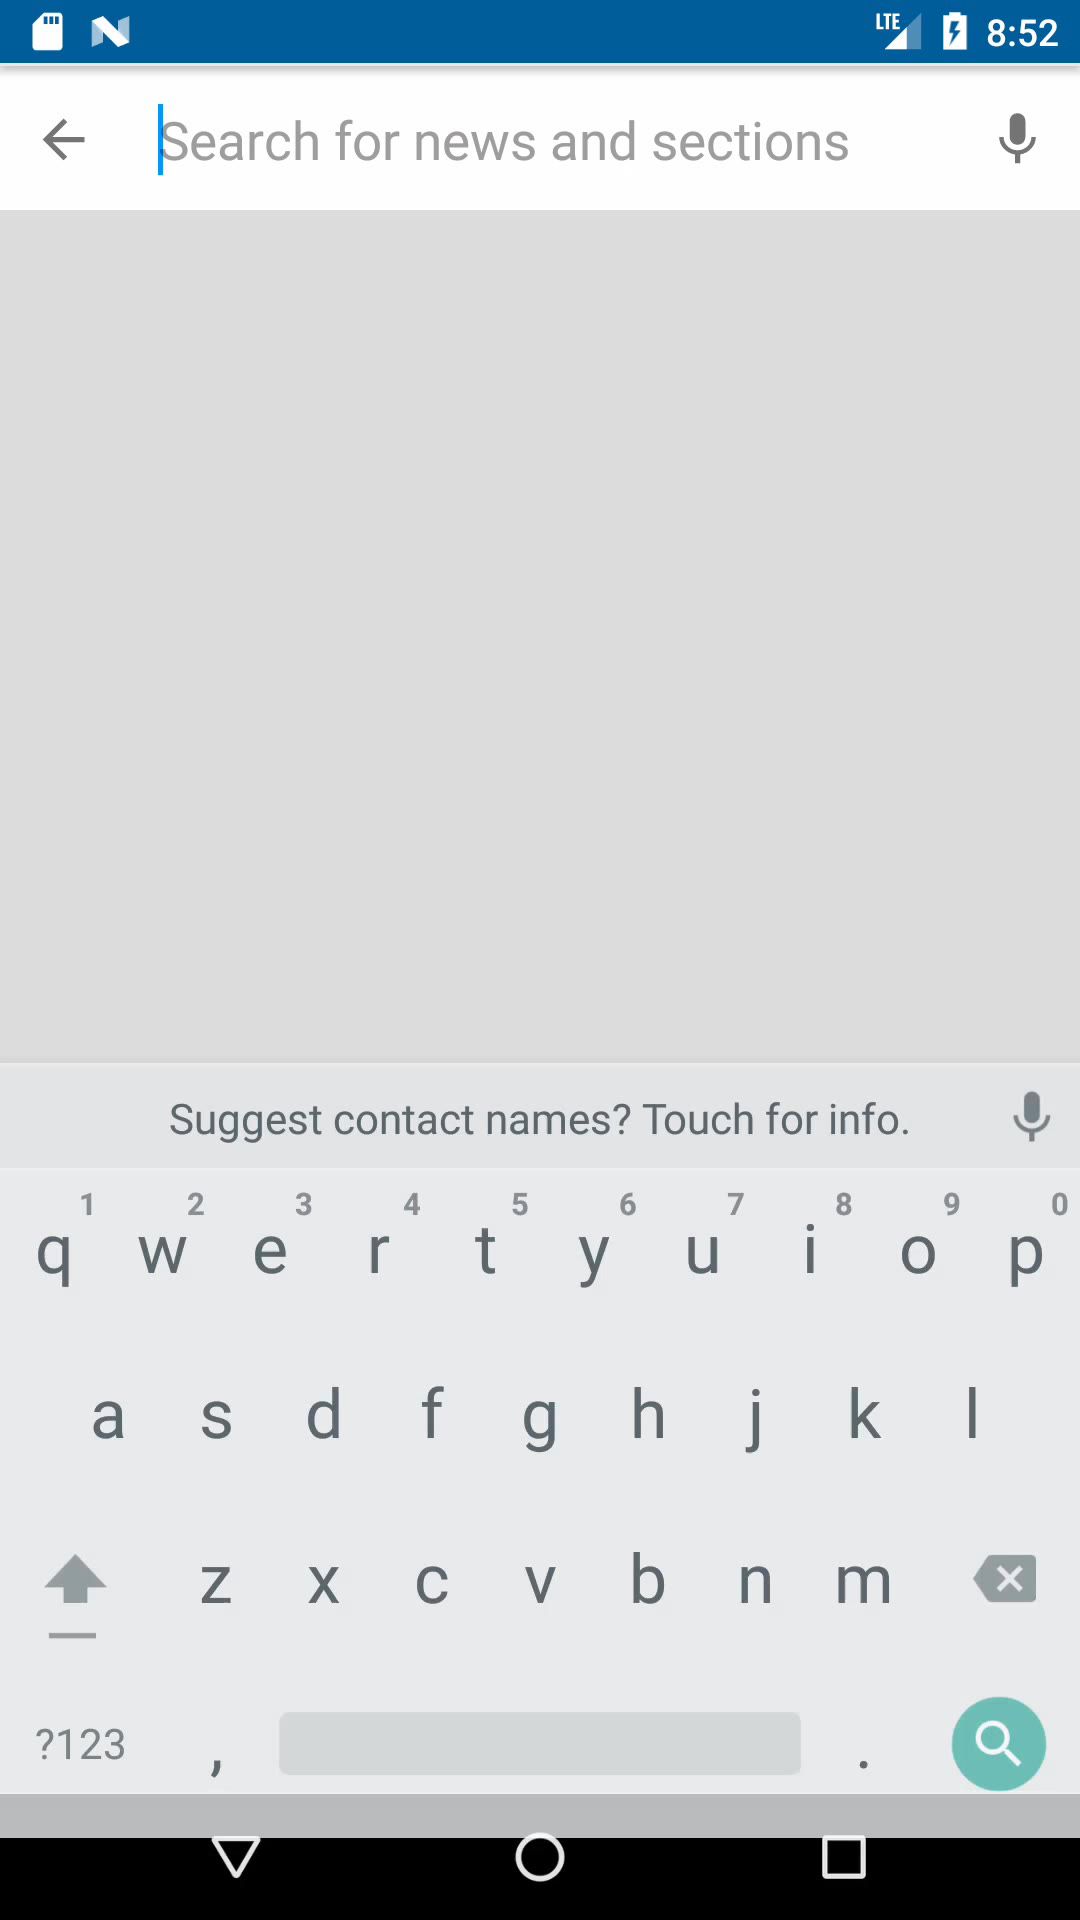 LTE 8:52
Search for news and sections
Suggest contact names? Touch for info.
1 2 3 4 5 6 7 8 9 0
q w e r t y u i o p
a s d f g h j k l
z x c v b n m
?123 , .